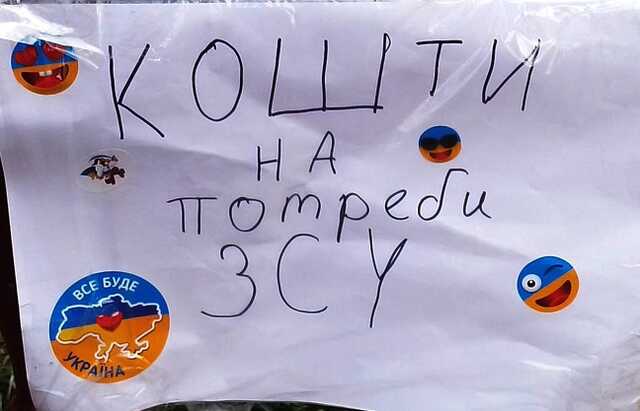 КОШТИ
НА
потреби
ЗСУ
ВСЕ БУДЕ
УКРАЇНА